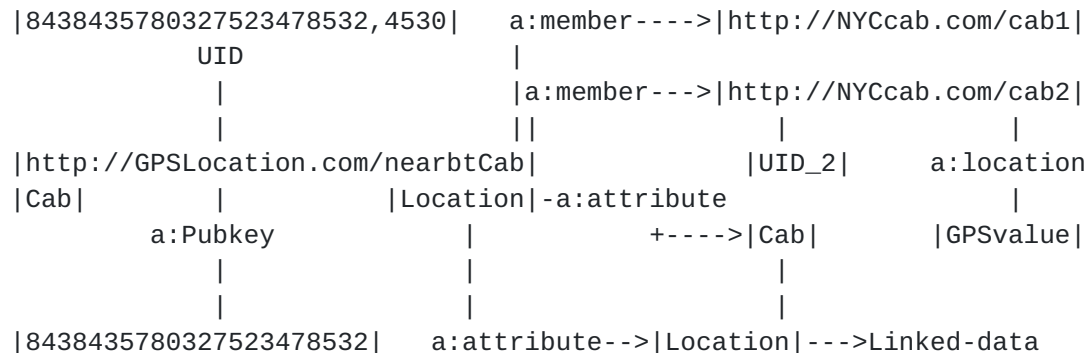 |8438435780327523478532,4530|   a:member---->|http://NYCcab.com/cab1|
UID                |
|                  |a:member--->|http://NYCcab.com/cab2|
|                  ||               |              |
|http://GPSLocation.com/nearbtCab|             |UID_2|     a:location
|Cab|        |          |Location|-a:attribute                 |
a:Pubkey            |           +---->|Cab|       |GPSvalue|
|               |                   |
|               |                   |
|8438435780327523478532|   a:attribute-->|Location|--->Linked-data